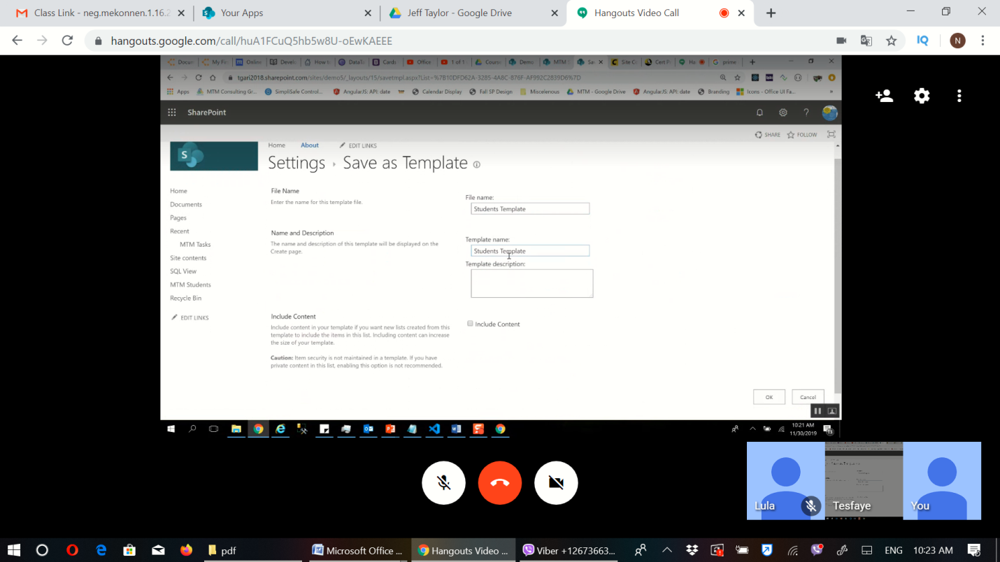 Class Link - neg.mekonnen.1.16.2
Your Apps
Jeff Taylor - Google Drive
Hangouts Video Call
hangouts.google.com/call/huA1FCuQ5hb5w8U-oEwKAEEE
IQ
N
Docun
My Fi
Online
Devel
How t
DataT
Cards
Office
1 of 1
Cours
Demo
MTM
Sa
Site C
Cert P
Ha
prime
tgari2018.sharepoint.com/sites/demo5/_layouts/15/savetmpl.aspx?List=%7B10DFD62A-3285-4A8C-876F-AF992C2839D6%7D
Apps
MTM Consulting Gr...
SimpliSafe Control...
AngularJS: API: date
Calendar Display
Fall SP Design
Miscelenous
MTM - Google Drive
AngularJS: API: date
Branding
Icons - Office UI Fa...
SharePoint
SHARE
FOLLOW
S
Home
About
EDIT LINKS
Settings › Save as Template
Home
Documents
Pages
Recent
MTM Tasks
Site contents
SQL View
MTM Students
Recycle Bin
EDIT LINKS
File Name
Enter the name for this template file.
File name:
Students Template
Name and Description
The name and description of this template will be displayed on the
Create page.
Template name:
Students Template
Template description:
Include Content
Include content in your template if you want new lists created from this
template to include the items in this list. Including content can increase
the size of your template.
Caution: Item security is not maintained in a template. If you have
private content in this list, enabling this option is not recommended.
Include Content
OK
Cancel
10:21 AM
11/30/2019
Lula
Tesfaye
You
pdf
Microsoft Office ...
Hangouts Video ...
Viber +12673663...
ENG
10:23 AM